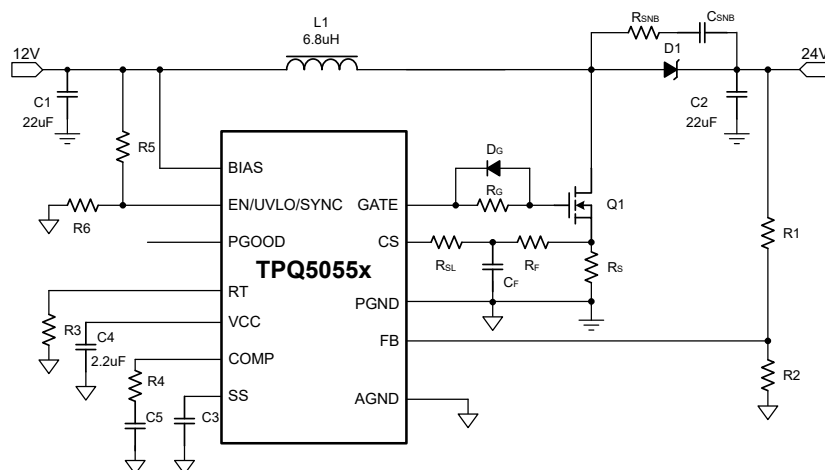 L1
6.8uH
12V
RSNB
CSNB
D1
24V
C1
22uF
C2
22uF
R5
R6
BIAS
EN/UVLO/SYNC
PGOOD
TPQ5055x
RT
VCC
COMP
SS
GATE
CS
PGND
FB
AGND
DG
RG
Q1
RSL
RF
CF
RS
R1
R2
R3
C4
2.2uF
R4
C5
C3